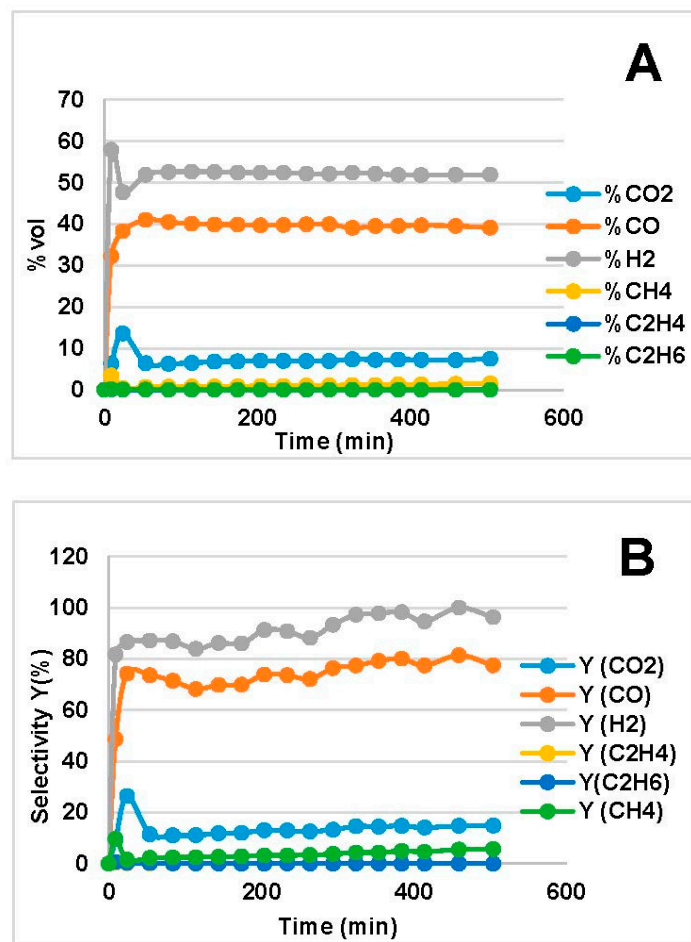 A
70
60
50
40
30
20
10
0
% vol
0
200
400
600
Time (min)
% CO2
% CO
% H2
% CH4
% C2H4
% C2H6
B
120
100
80
60
40
20
0
Selectivity Y(%)
0
200
400
600
Time (min)
Y (CO2)
Y (CO)
Y (H2)
Y (C2H4)
Y(C2H6)
Y (CH4)